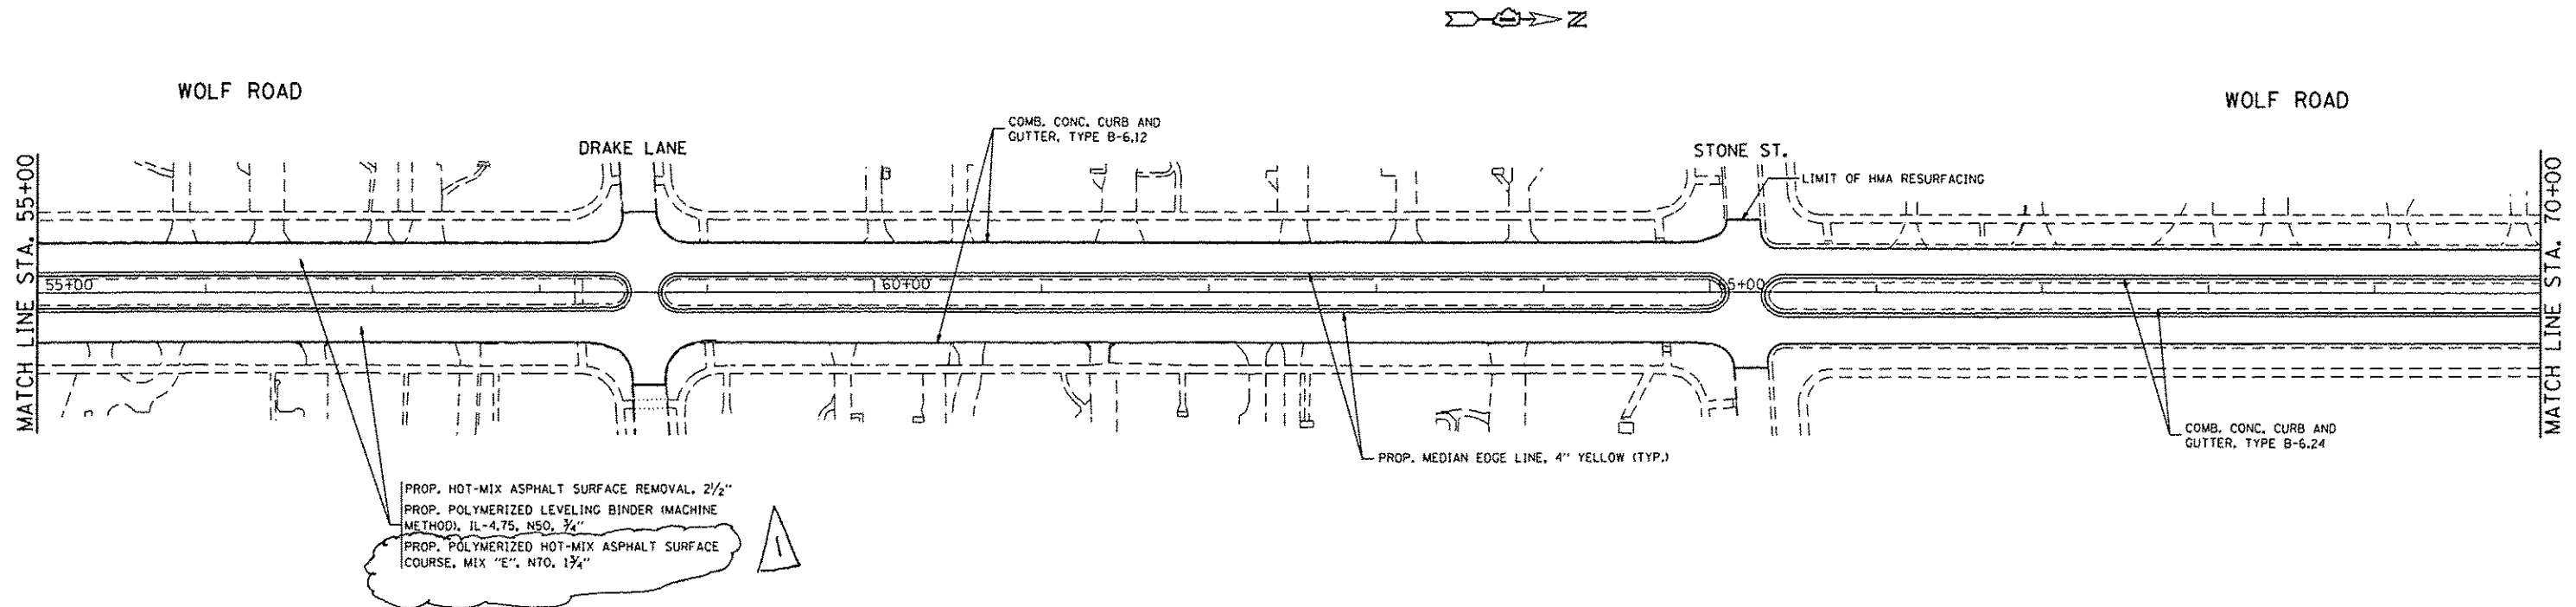 N
WOLF ROAD
WOLF ROAD
COMB. CONC. CURB AND
GUTTER, TYPE B-6.12
DRAKE LANE
STONE ST.
LIMIT OF HMA RESURFACING
MATCH LINE STA. 55+00
55+00
60+00
65+00
MATCH LINE STA. 70+00
COMB. CONC. CURB AND
GUTTER, TYPE B-6.24
PROP. MEDIAN EDGE LINE, 4" YELLOW (TYP.)
PROP. HOT-MIX ASPHALT SURFACE REMOVAL, 2½"
PROP. POLYMERIZED LEVELING BINDER (MACHINE
METHOD), IL-4.75, N50, ¾"
PROP. POLYMERIZED HOT-MIX ASPHALT SURFACE
COURSE, MIX "E", N70, 1¾"
1